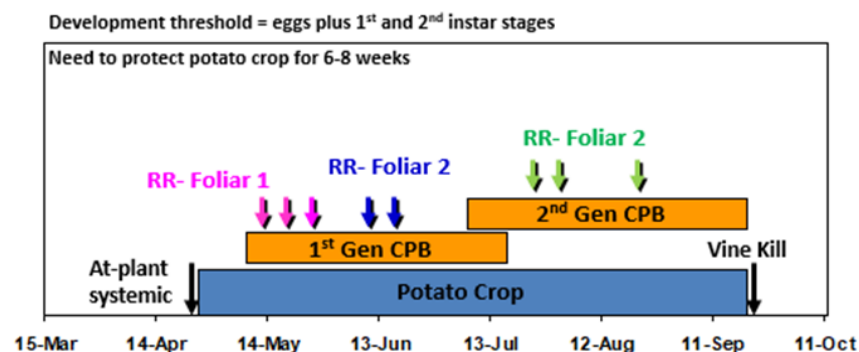 Development threshold = eggs plus 1st and 2nd instar stages
Need to protect potato crop for 6-8 weeks
RR- Foliar 2
RR- Foliar 2
RR- Foliar 1
2nd Gen CPB
1st Gen CPB
Vine Kill
At-plant
systemic
Potato Crop
15-Mar 14-Apr 14-May 13-Jun 13-Jul 12-Aug 11-Sep 11-Oct